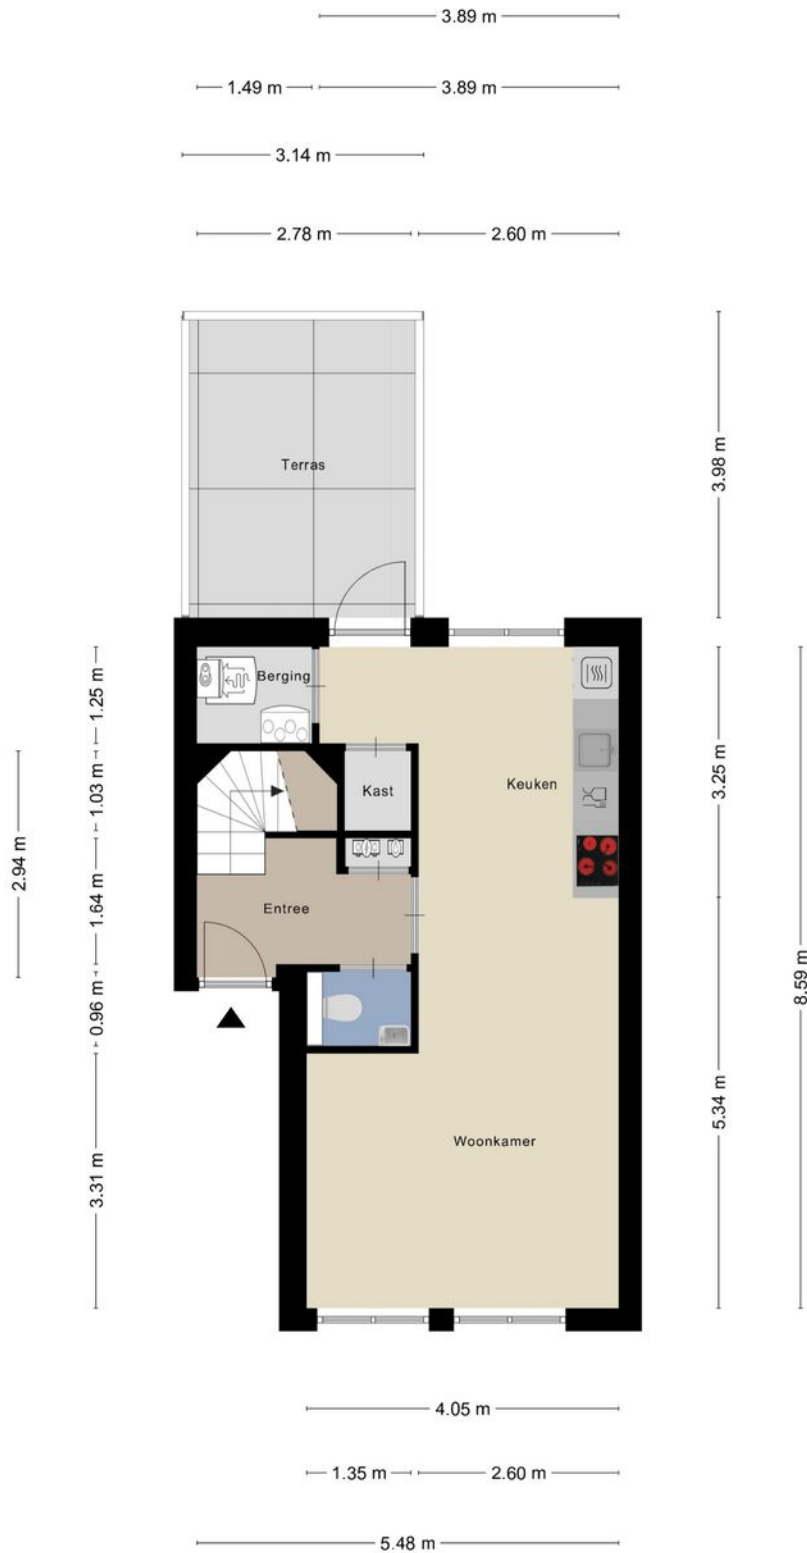 3.89 m
1.49 m 3.89 m
3.14 m
2.78 m 2.60 m
Terras
3.98 m
Berging
1.25 m
Keuken
3.25 m
Kast
1.03 m
2.94 m
1.64 m
Entree
8.59 m
0.96 m
5.34 m
Woonkamer
3.31 m
4.05 m
1.35 m 2.60 m
5.48 m